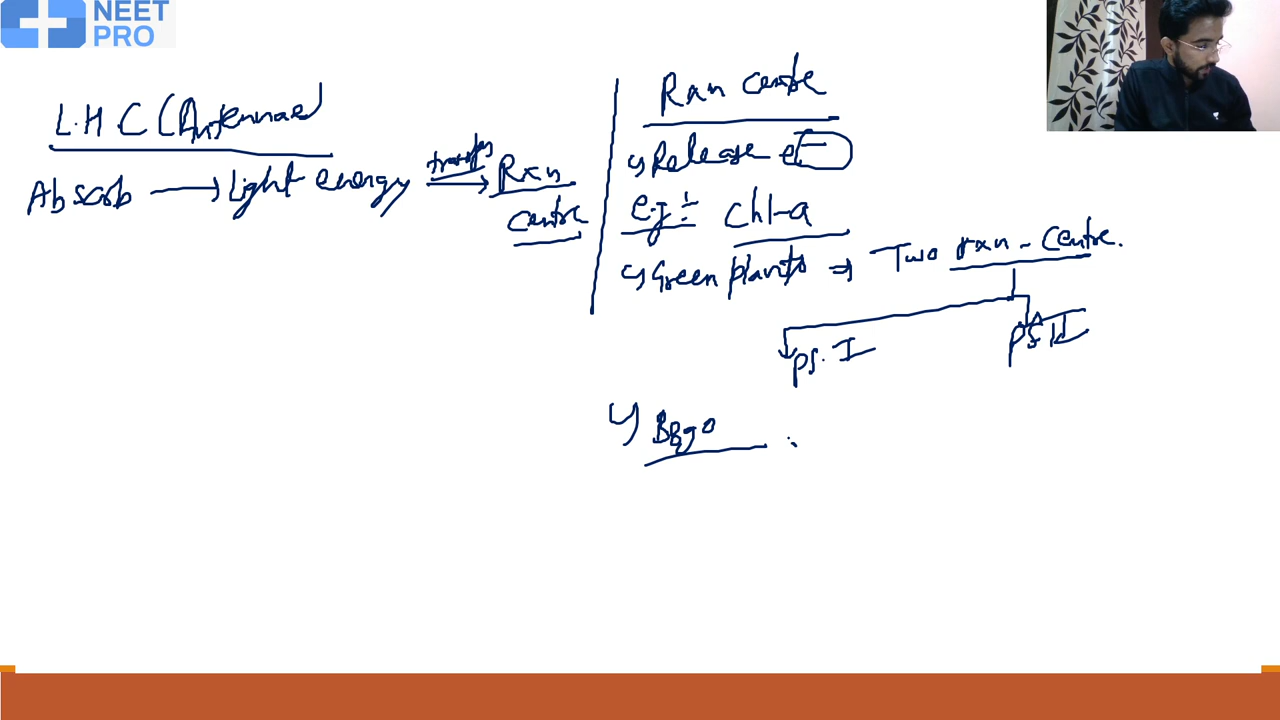 NEET
PRO
L.H.C (Antennae)
Absorb → Light energy transfer → Rxn
centre
Rxn centre
↳ Release e⁻
e.g :- chl-a
↳ Green plants ⇒ Two rxn - centre.
PS. I
PS II